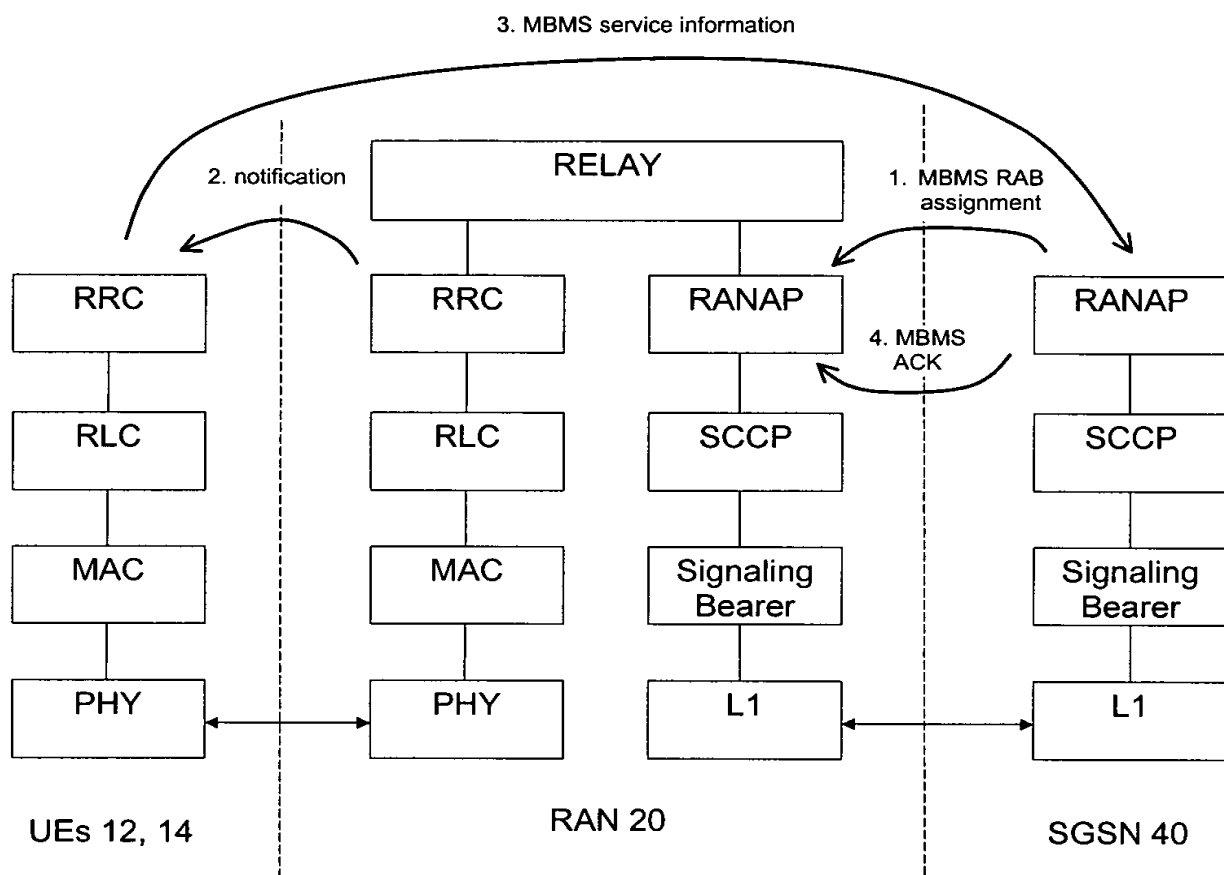 3. MBMS service information
RELAY
2. notification
1. MBMS RAB
assignment
RRC
RRC
RANAP
RANAP
4. MBMS
ACK
RLC
RLC
SCCP
SCCP
MAC
MAC
Signaling
Bearer
Signaling
Bearer
PHY
PHY
L1
L1
UEs 12, 14
RAN 20
SGSN 40